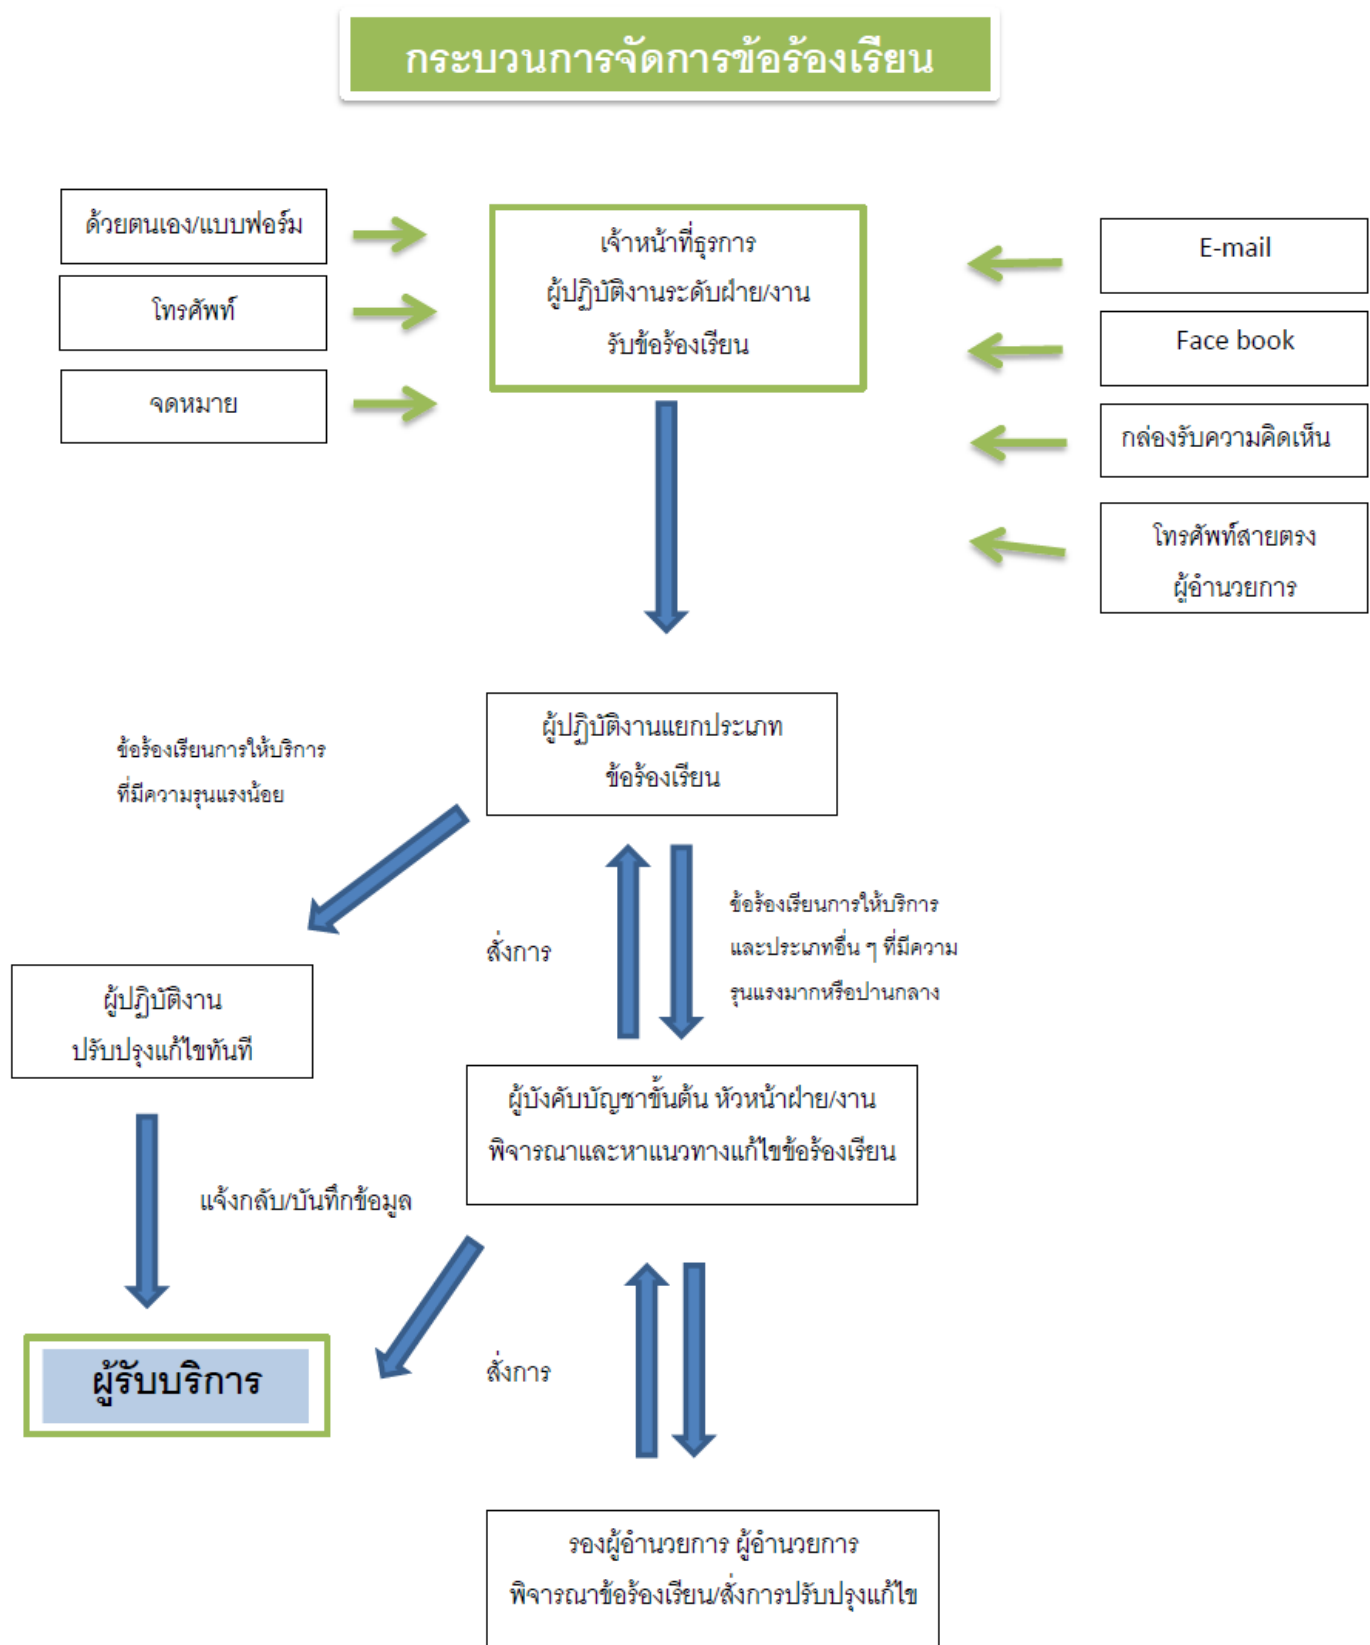 กระบวนการจัดการข้อร้องเรียน
ด้วยตนเอง/แบบฟอร์ม
โทรศัพท์
จดหมาย
เจ้าหน้าที่ธุรการ
ผู้ปฏิบัติงานระดับฝ่าย/งาน
รับข้อร้องเรียน
E-mail
Face book
กล่องรับความคิดเห็น
โทรศัพท์สายตรง
ผู้อำนวยการ
ผู้ปฏิบัติงานแยกประเภท
ข้อร้องเรียน
ข้อร้องเรียนการให้บริการ
ที่มีความรุนแรงน้อย
สั่งการ
ข้อร้องเรียนการให้บริการ
และประเภทอื่น ๆ ที่มีความ
รุนแรงมากหรือปานกลาง
ผู้ปฏิบัติงาน
ปรับปรุงแก้ไขทันที
ผู้บังคับบัญชาขั้นต้น หัวหน้าฝ่าย/งาน
พิจารณาและหาแนวทางแก้ไขข้อร้องเรียน
แจ้งกลับ/บันทึกข้อมูล
ผู้รับบริการ
สั่งการ
รองผู้อำนวยการ ผู้อำนวยการ
พิจารณาข้อร้องเรียน/สั่งการปรับปรุงแก้ไข